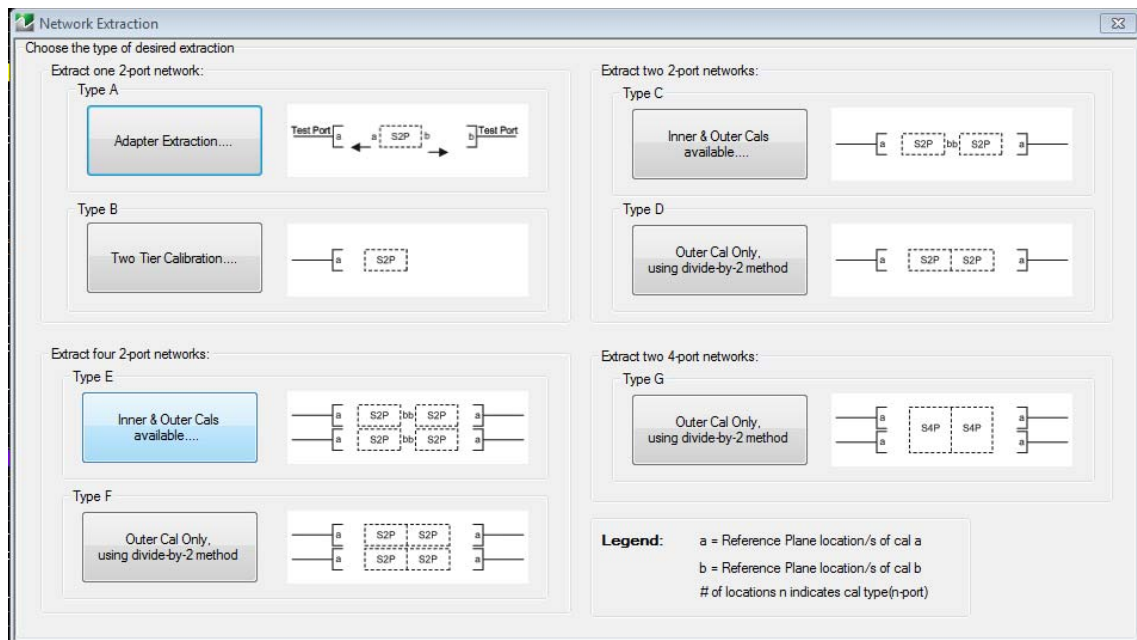 Network Extraction
Choose the type of desired extraction
Extract one 2-port network:
Type A
Adapter Extraction....
Test Port a a S2P b b Test Port
Type B
Two Tier Calibration....
a S2P
Extract two 2-port networks:
Type C
Inner & Outer Cals
available....
a S2P bb S2P a
Type D
Outer Cal Only,
using divide-by-2 method
a S2P S2P a
Extract four 2-port networks:
Type E
Inner & Outer Cals
available....
a S2P bb S2P a
a S2P bb S2P a
Type F
Outer Cal Only,
using divide-by-2 method
a S2P S2P a
a S2P S2P a
Extract two 4-port networks:
Type G
Outer Cal Only,
using divide-by-2 method
a a
S4P S4P
a a
Legend:
a = Reference Plane location/s of cal a
b = Reference Plane location/s of cal b
# of locations n indicates cal type(n-port)